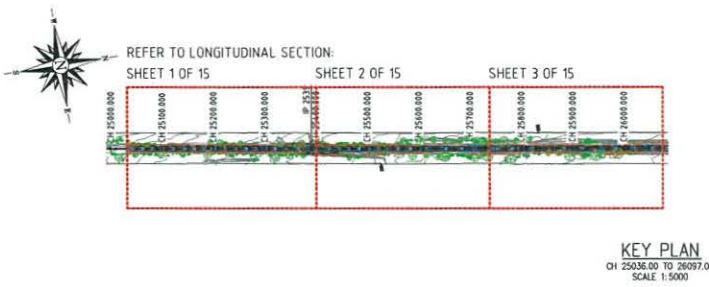 N
REFER TO LONGITUDINAL SECTION:
SHEET 1 OF 15
SHEET 2 OF 15
SHEET 3 OF 15
CH 25000.000
CH 25100.000
CH 25200.000
CH 25300.000
IP 253
CH 25500.000
CH 25600.000
CH 25700.000
CH 25800.000
CH 25900.000
CH 26000.000
KEY PLAN
CH 25036.00 TO 26097.0
SCALE 1:5000